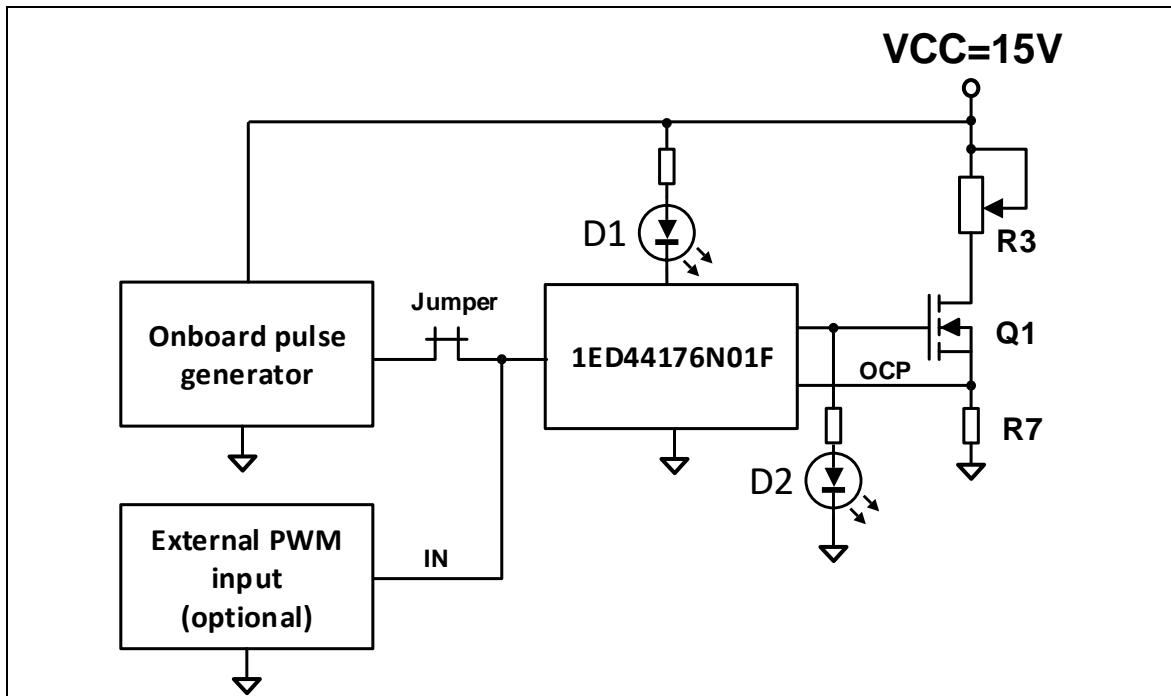 VCC=15V
D1
R3
Jumper
Onboard pulse
generator
1ED44176N01F
Q1
OCP
R7
D2
External PWM
input
(optional)
IN